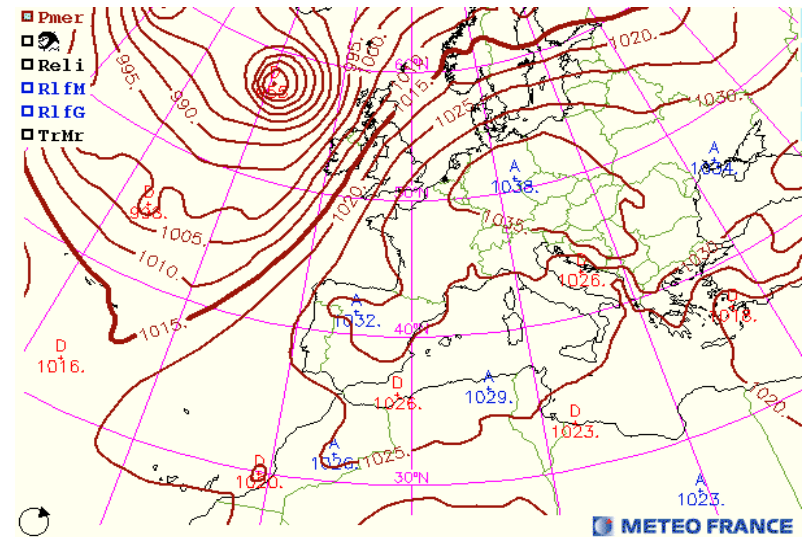 Pmer
Reli
RlfM
RlfG
TrMr
995.
995.
1000.
60°N
1020.
1015.
1025.
1030.
990.
D
D
998.
50°N
A
1038.
A
1034.
1005.
1020.
1035.
1010.
1030.
D
1026.
A
1032.
D
1018.
1015.
40°N
D
1016.
D
1026.
A
1029.
D
1023.
1020.
A
1026.
1025.
D
1020.
30°N
A
1023.
METEO FRANCE